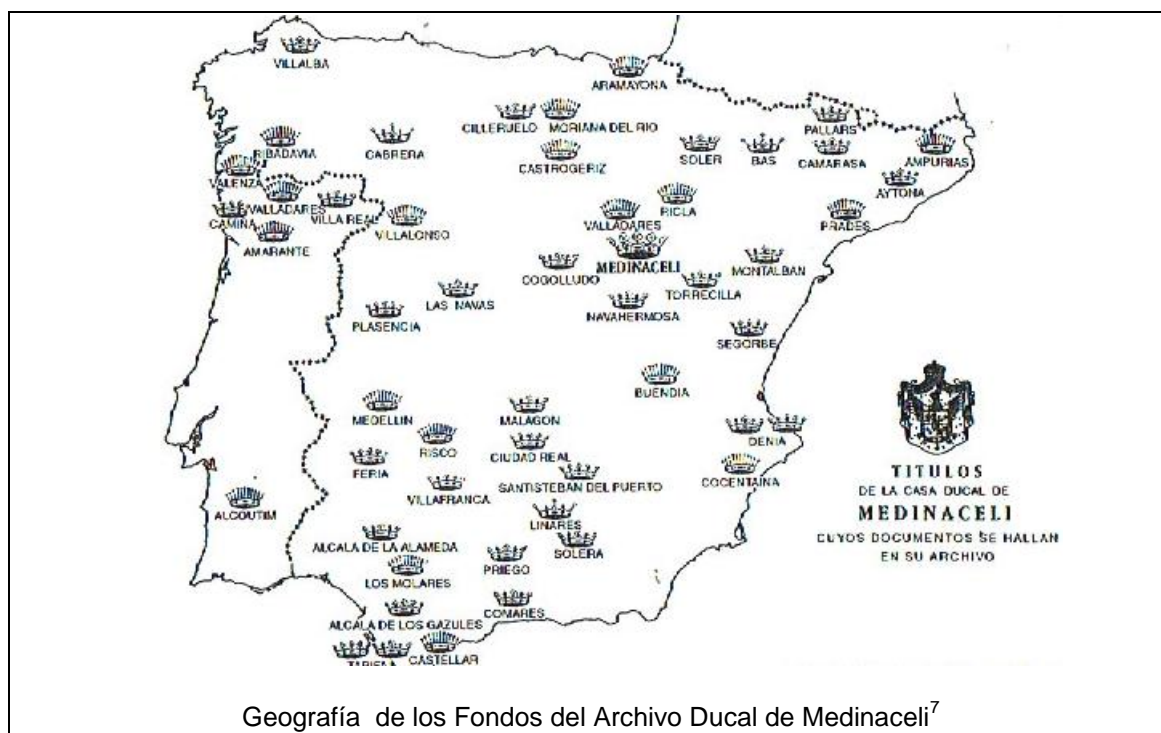 VILLALBA
ARAMAYONA
CILLERUELO
MORIANA DEL RIO
PALLARS
RIBADAVIA
CABRERA
CASTROGERIZ
SOLER
BAS
CAMARASA
AMPURIAS
VALENZA
AYTONA
VALLADARES
VILLA REAL
RICLA
CAMIÑA
VILLALONSO
VALLADARES
PRADES
AMARANTE
MEDINACELI
COGOLLUDO
MONTALBAN
LAS NAVAS
TORRECILLA
PLASENCIA
NAVAHERMOSA
SEGORBE
BUENDIA
MEDELLIN
MALAGON
RISCO
CIUDAD REAL
DENIA
FERIA
VILLAFRANCA
SANTISTEBAN DEL PUERTO
COCENTAINA
ALCOUTIM
LINARES
ALCALA DE LA ALAMEDA
SOLERA
PRIEGO
LOS MOLARES
COMARES
ALCALA DE LOS GAZULES
CASTELLAR
TITULOS
DE LA CASA DUCAL DE
MEDINACELI
CUYOS DOCUMENTOS SE HALLAN
EN SU ARCHIVO
Geografía de los Fondos del Archivo Ducal de Medinaceli7